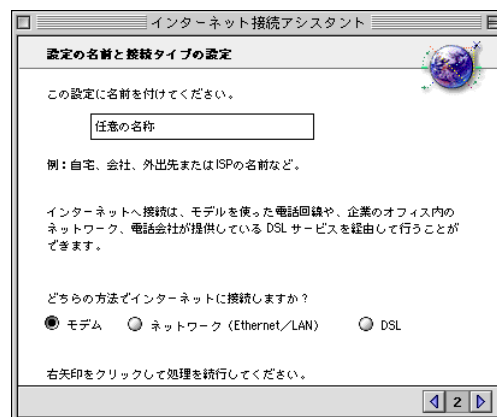 インターネット接続アシスタント
設定の名前と接続タイプの設定
この設定に名前を付けてください。
任意の名称
例：自宅、会社、外出先またはISPの名前など。
インターネットへ接続は、モデルを使った電話回線や、企業のオフィス内の
ネットワーク、電話会社が提供している DSL サービスを経由して行うことが
できます。
どちらの方法でインターネットに接続しますか？
モデム ネットワーク（Ethernet／LAN） DSL
右矢印をクリックして処理を続行してください。
2